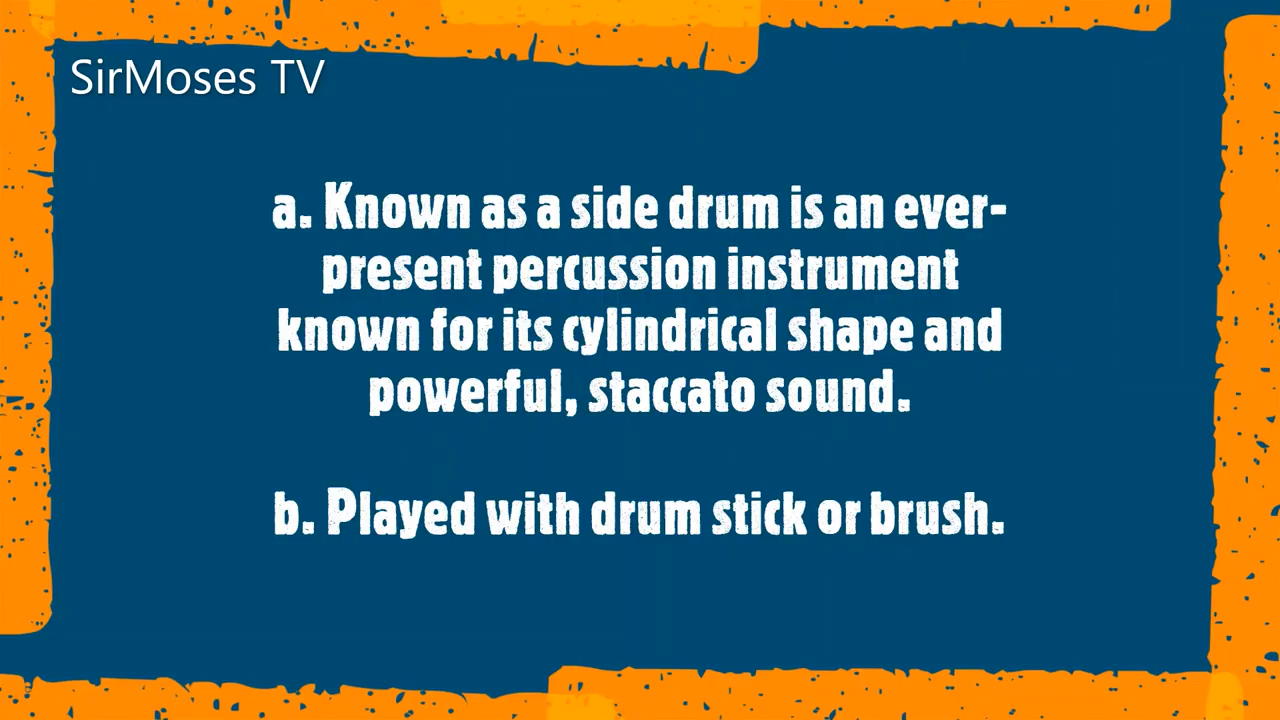 SirMoses TV
a. Known as a side drum is an ever-
present percussion instrument
known for its cylindrical shape and
powerful, staccato sound.
b. Played with drum stick or brush.